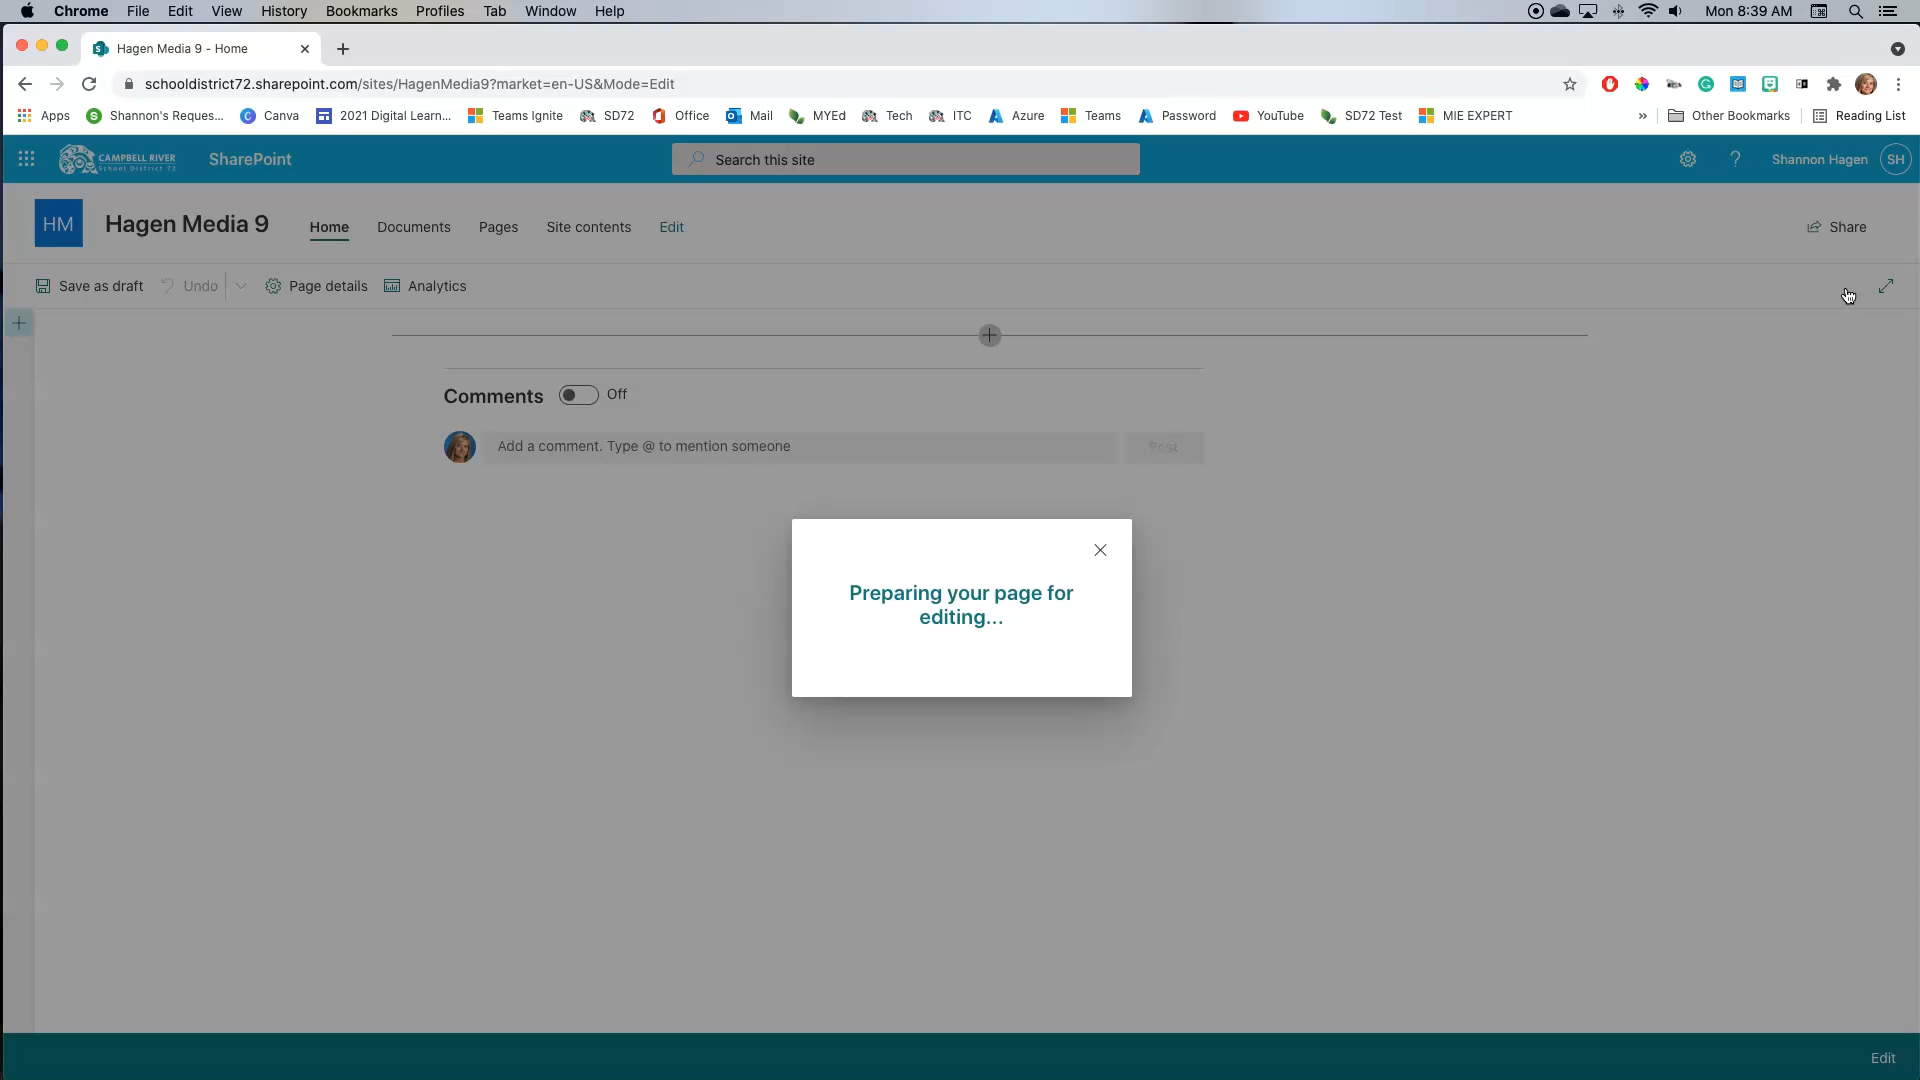 Chrome File Edit View History Bookmarks Profiles Tab Window Help Mon 8:39 AM
Hagen Media 9 - Home
schooldistrict72.sharepoint.com/sites/HagenMedia9?market=en-US&Mode=Edit
Apps Shannon's Reques... Canva 2021 Digital Learn... Teams Ignite SD72 Office Mail MYEd Tech ITC Azure Teams Password YouTube SD72 Test MIE EXPERT » Other Bookmarks Reading List
CAMPBELL RIVER
School District 72
SharePoint Search this site ? Shannon Hagen SH
HM Hagen Media 9 Home Documents Pages Site contents Edit Share
Save as draft Undo Page details Analytics
Comments Off
Add a comment. Type @ to mention someone Post
Preparing your page for
editing...
Edit